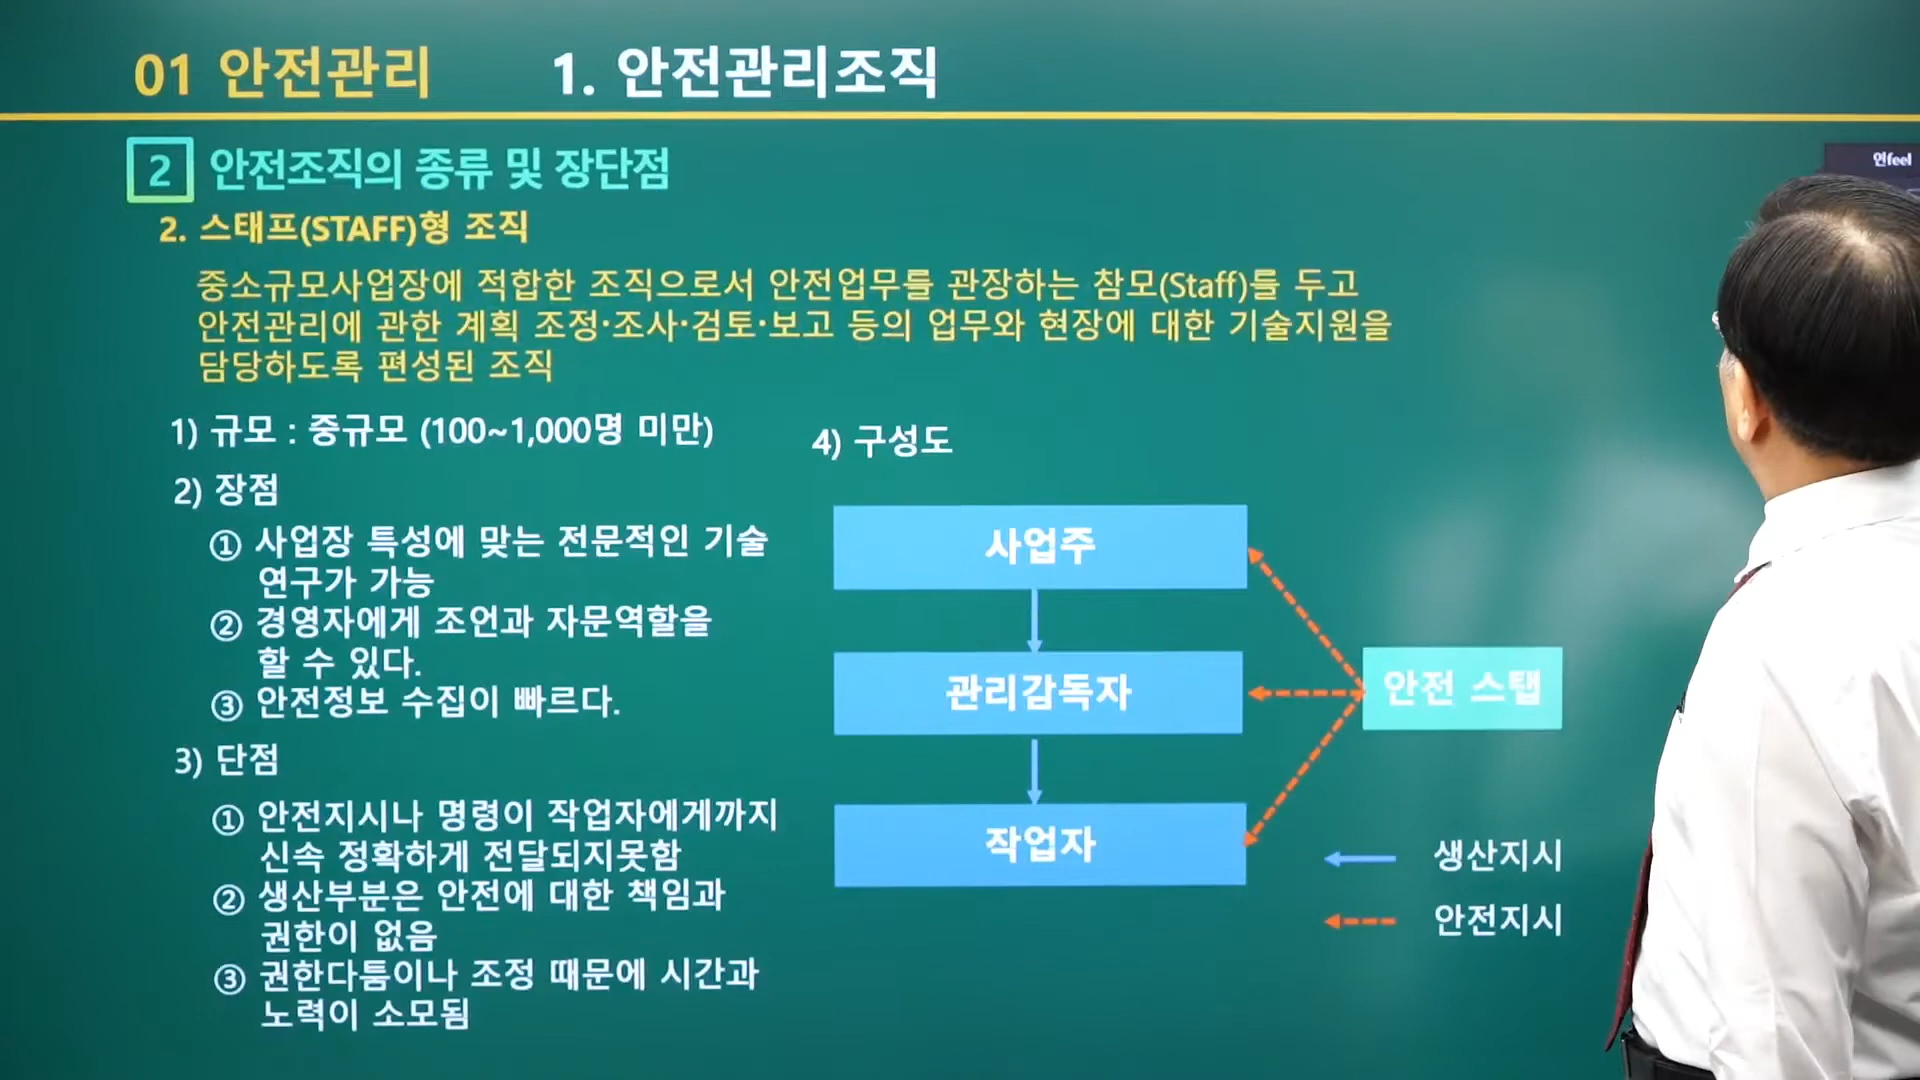 01 안전관리
1. 안전관리조직
2 안전조직의 종류 및 장단점
2. 스태프(STAFF)형 조직
중소규모사업장에 적합한 조직으로서 안전업무를 관장하는 참모(Staff)를 두고
안전관리에 관한 계획 조정·조사·검토·보고 등의 업무와 현장에 대한 기술지원을
담당하도록 편성된 조직
1) 규모 : 중규모 (100~1,000명 미만)
2) 장점
① 사업장 특성에 맞는 전문적인 기술
연구가 가능
② 경영자에게 조언과 자문역할을
할 수 있다.
③ 안전정보 수집이 빠르다.
3) 단점
① 안전지시나 명령이 작업자에게까지
신속 정확하게 전달되지못함
② 생산부분은 안전에 대한 책임과
권한이 없음
③ 권한다툼이나 조정 때문에 시간과
노력이 소모됨
4) 구성도
사업주
관리감독자
안전 스탭
작업자
생산지시
안전지시
인feel